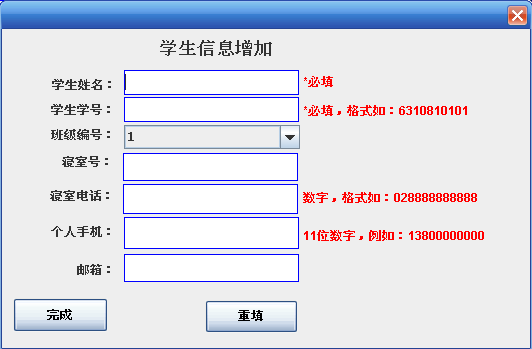 学生信息增加
学生姓名： *必填
学生学号： *必填，格式如：6310810101
班级编号： 1
寝室号：
寝室电话： 数字，格式如：028888888888
个人手机： 11位数字，例如：13800000000
邮箱：
完成 重填